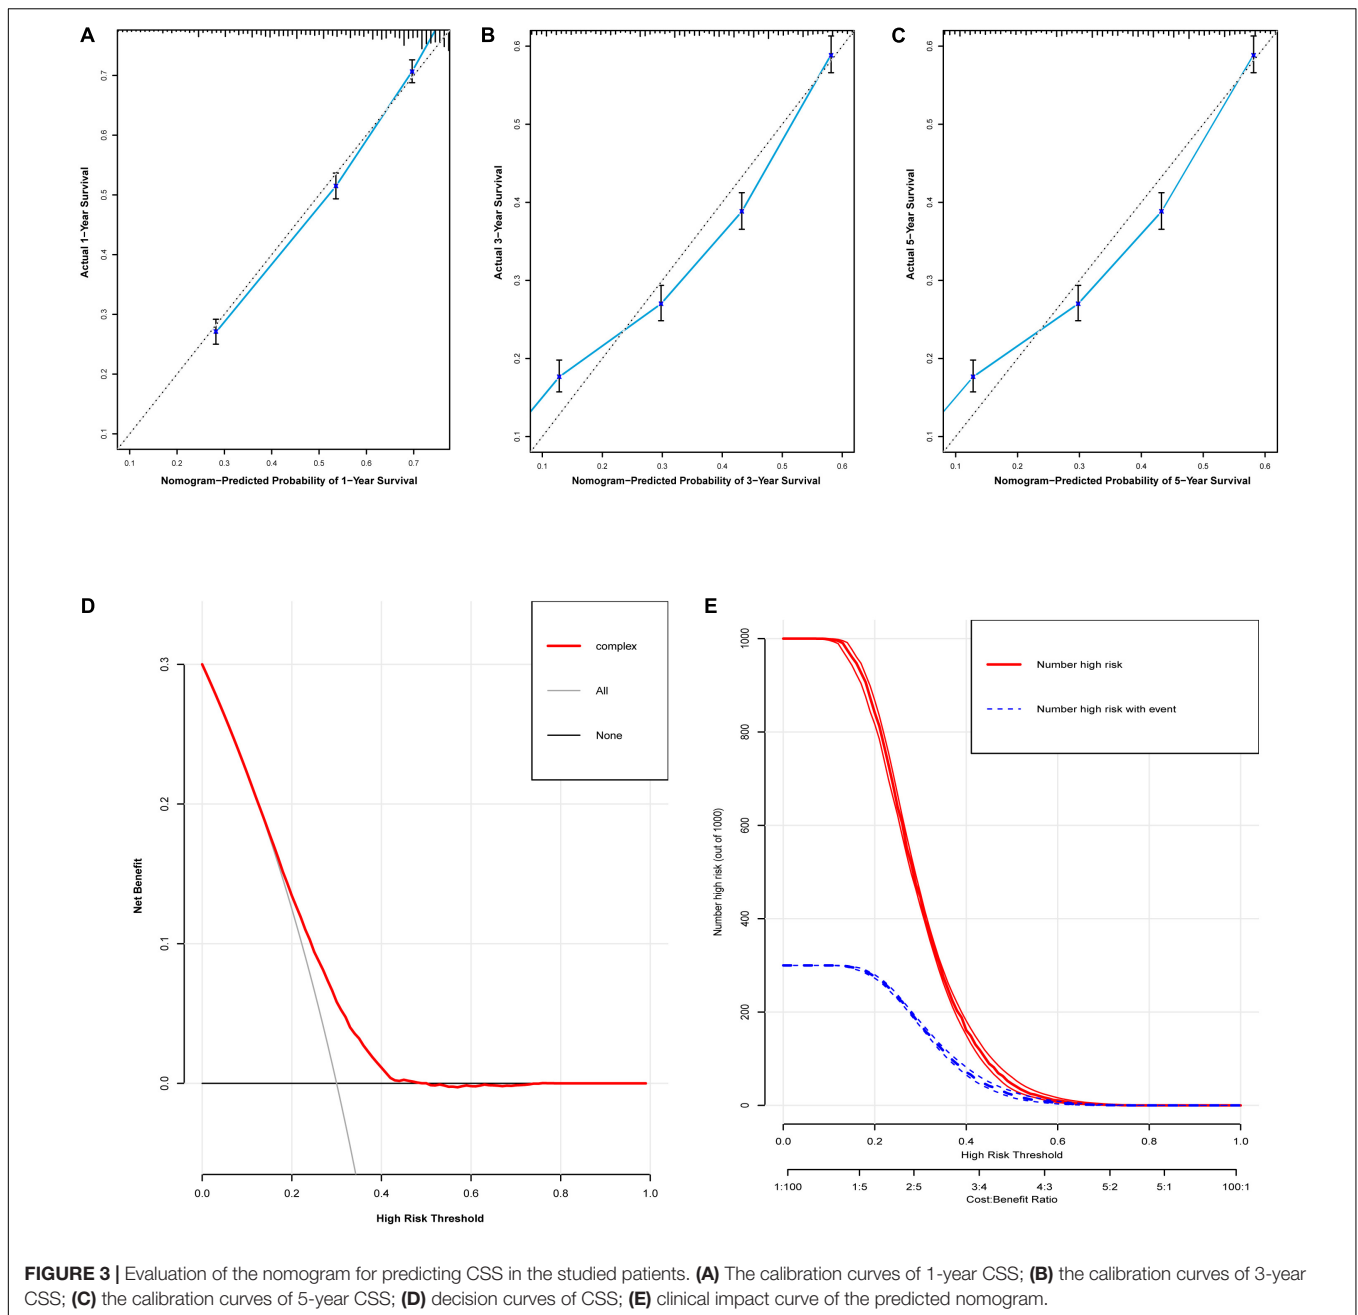 A
Actual 1−Year Survival
0.7
0.6
0.5
0.4
0.3
0.2
0.1
0.1 0.2 0.3 0.4 0.5 0.6 0.7
Nomogram−Predicted Probability of 1−Year Survival
B
Actual 3−Year Survival
0.6
0.5
0.4
0.3
0.2
0.1
0.1 0.2 0.3 0.4 0.5 0.6
Nomogram−Predicted Probability of 3−Year Survival
C
Actual 5−Year Survival
0.6
0.5
0.4
0.3
0.2
0.1
0.1 0.2 0.3 0.4 0.5 0.6
Nomogram−Predicted Probability of 5−Year Survival
D
Net Benefit
0.3
0.2
0.1
0.0
complex
All
None
0.0 0.2 0.4 0.6 0.8 1.0
High Risk Threshold
E
Number high risk (out of 1000)
1000
800
600
400
200
0
Number high risk
Number high risk with event
0.0 0.2 0.4 0.6 0.8 1.0
High Risk Threshold
1:100 1:5 2:5 3:4 4:3 5:2 5:1 100:1
Cost:Benefit Ratio
FIGURE 3 | Evaluation of the nomogram for predicting CSS in the studied patients. (A) The calibration curves of 1-year CSS; (B) the calibration curves of 3-year
CSS; (C) the calibration curves of 5-year CSS; (D) decision curves of CSS; (E) clinical impact curve of the predicted nomogram.